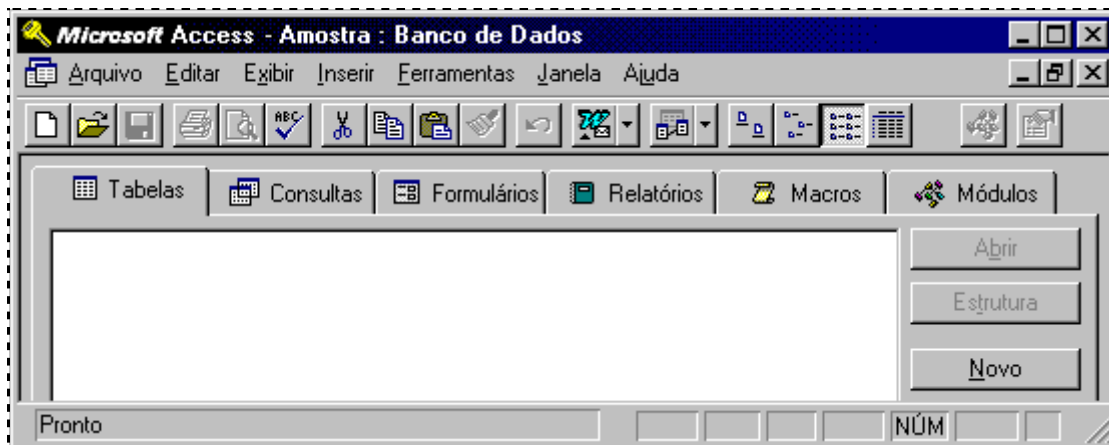 Microsoft Access - Amostra : Banco de Dados
Arquivo Editar Exibir Inserir Ferramentas Janela Ajuda
ABC
Tabelas Consultas Formulários Relatórios Macros Módulos
Abrir
Estrutura
Novo
Pronto NÚM